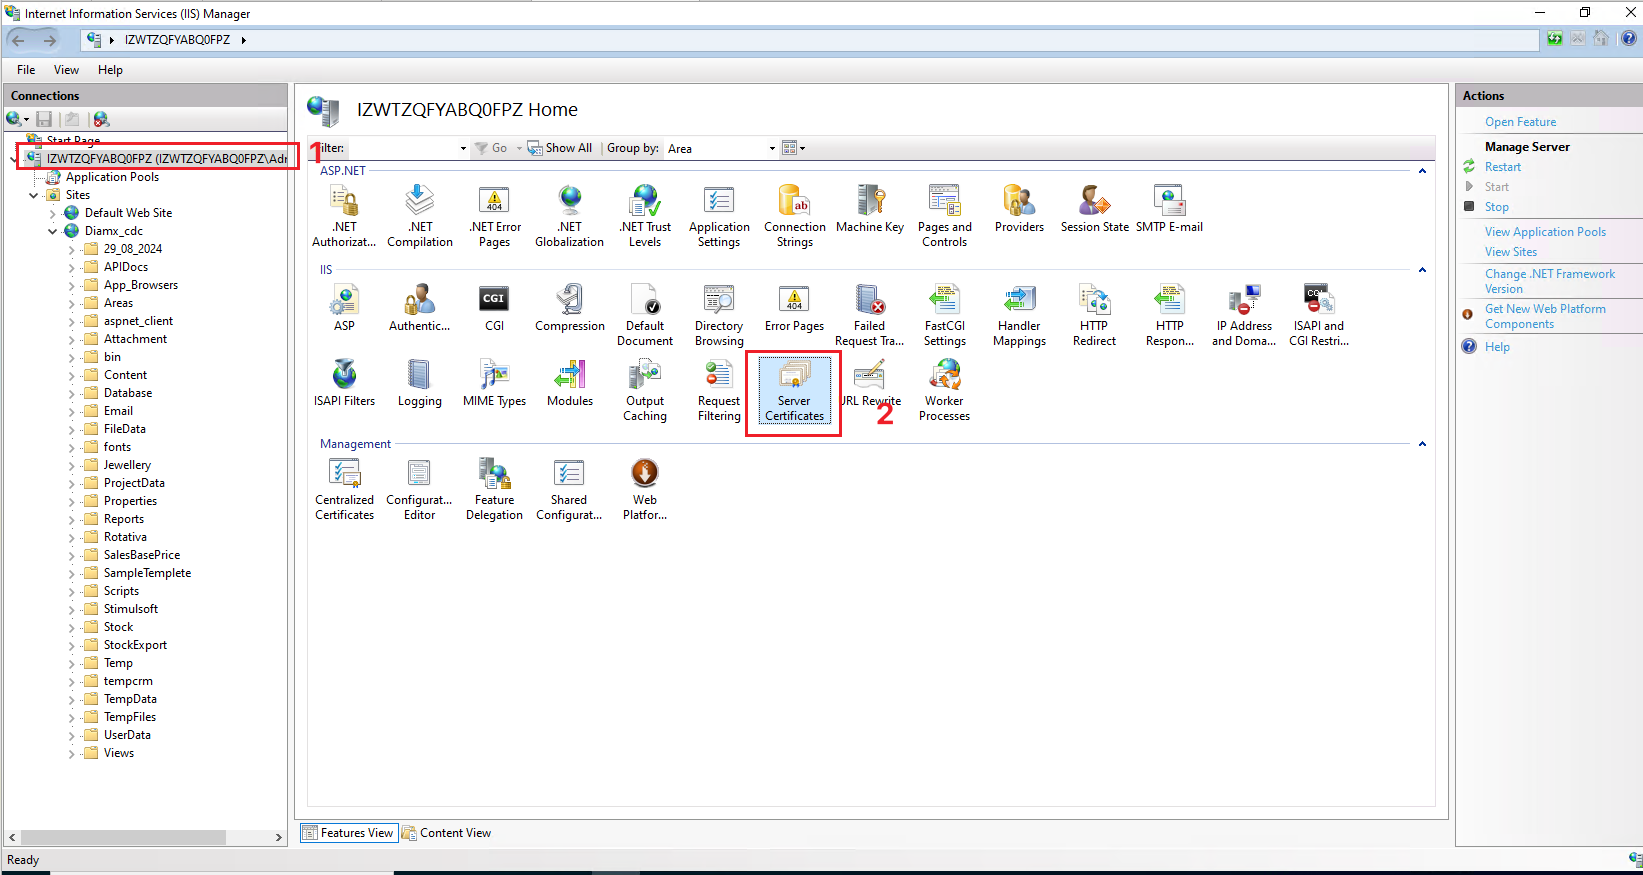 Internet Information Services (IIS) Manager
IZWTZQFYABQ0FPZ
File View Help
Connections
Start Page
IZWTZQFYABQ0FPZ (IZWTZQFYABQ0FPZ\Adr
Application Pools
Sites
Default Web Site
Diamx_cdc
29_08_2024
APIDocs
App_Browsers
Areas
aspnet_client
Attachment
bin
Content
Database
Email
FileData
fonts
Jewellery
ProjectData
Properties
Reports
Rotativa
SalesBasePrice
SampleTemplete
Scripts
Stimulsoft
Stock
StockExport
Temp
tempcrm
TempData
TempFiles
UserData
Views
1
IZWTZQFYABQ0FPZ Home
ilter: Go Show All Group by: Area
ASP.NET
.NET Authorizat...
.NET Compilation
.NET Error Pages
.NET Globalization
.NET Trust Levels
Application Settings
Connection Strings
Machine Key
Pages and Controls
Providers
Session State
SMTP E-mail
IIS
ASP
Authentic...
CGI
Compression
Default Document
Directory Browsing
Error Pages
Failed Request Tra...
FastCGI Settings
Handler Mappings
HTTP Redirect
HTTP Respon...
IP Address and Doma...
ISAPI and CGI Restri...
ISAPI Filters
Logging
MIME Types
Modules
Output Caching
Request Filtering
Server Certificates
URL Rewrite
2
Worker Processes
Management
Centralized Certificates
Configurat... Editor
Feature Delegation
Shared Configurat...
Web Platfor...
Features View Content View
Actions
Open Feature
Manage Server
Restart
Start
Stop
View Application Pools
View Sites
Change .NET Framework
Version
Get New Web Platform
Components
Help
Ready